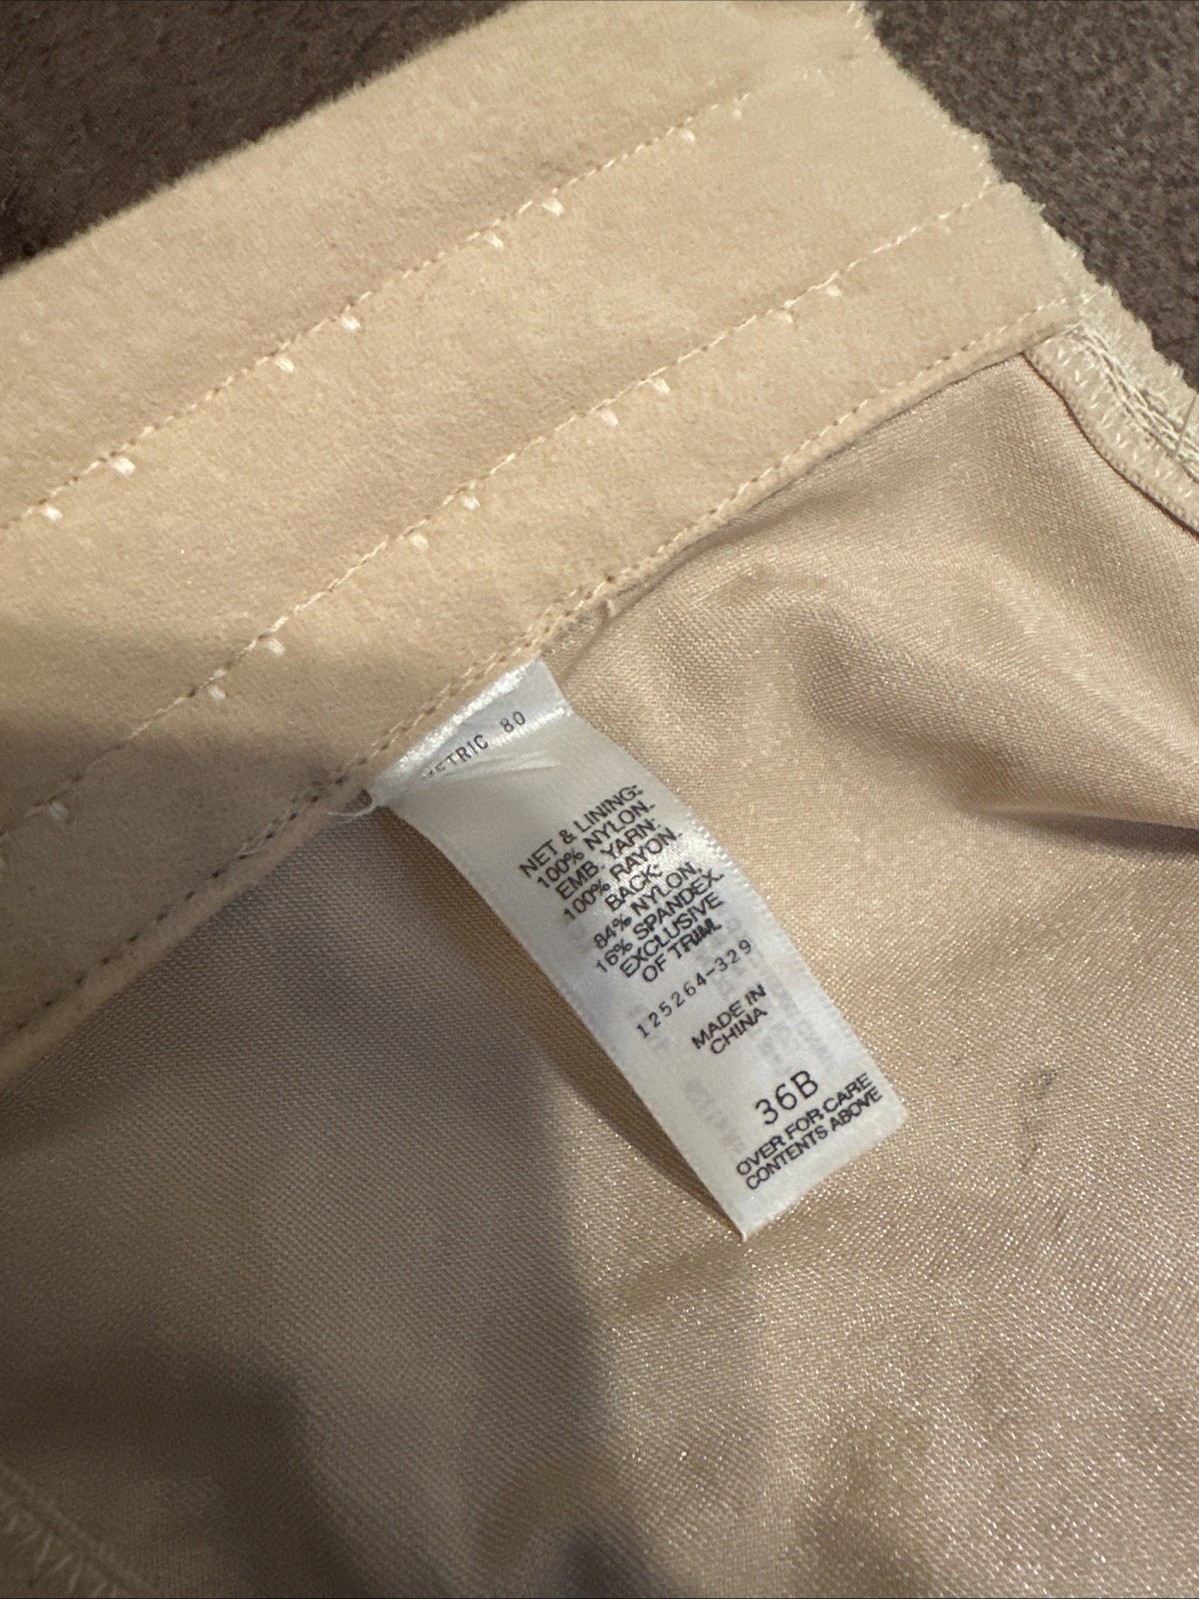 METRIC 80
NET & LINING:
100% NYLON.
EMB. YARN:
100% RAYON.
BACK:
84% NYLON.
16% SPANDEX.
EXCLUSIVE
OF TRIM.
125264-329
MADE IN
CHINA
36B
OVER FOR CARE
CONTENTS ABOVE